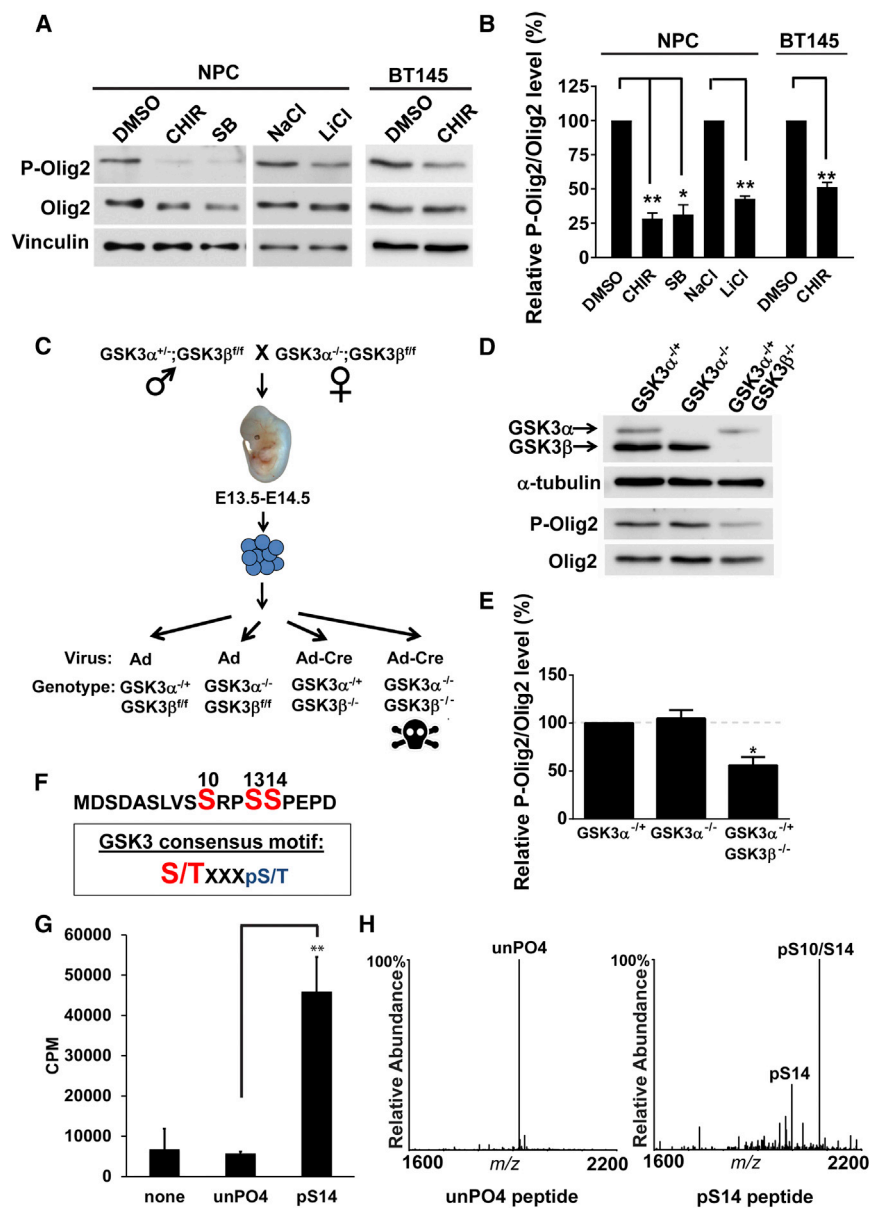 A
NPC
BT145
DMSO
CHIR
SB
NaCl
LiCl
DMSO
CHIR
P-Olig2
Olig2
Vinculin
B
NPC
BT145
Relative P-Olig2/Olig2 level (%)
125
100
75
50
25
0
** * ** **
DMSO
CHIR
SB
NaCl
LiCl
DMSO
CHIR
C
GSK3α+/-;GSK3βf/f X GSK3α-/-;GSK3βf/f
♂ ♀
E13.5-E14.5
Virus: Ad Ad Ad-Cre Ad-Cre
Genotype: GSK3α-/+ GSK3α-/- GSK3α-/+ GSK3α-/-
GSK3βf/f GSK3βf/f GSK3β-/- GSK3β-/-
D
GSK3α-/+
GSK3α-/-
GSK3α-/+
GSK3β-/-
GSK3α→
GSK3β→
α-tubulin
P-Olig2
Olig2
E
Relative P-Olig2/Olig2 level (%)
150
100
50
0
*
GSK3α-/+ GSK3α-/- GSK3α-/+
GSK3β-/-
F
10 1314
MDSDASLVSSRPSSPEPD
GSK3 consensus motif:
S/TXXXpS/T
G
CPM
60000
50000
40000
30000
20000
10000
0
**
none unPO4 pS14
H
unPO4
100%
Relative Abundance
1600 m/z 2200
unPO4 peptide
pS10/S14
100%
pS14
Relative Abundance
1600 m/z 2200
pS14 peptide